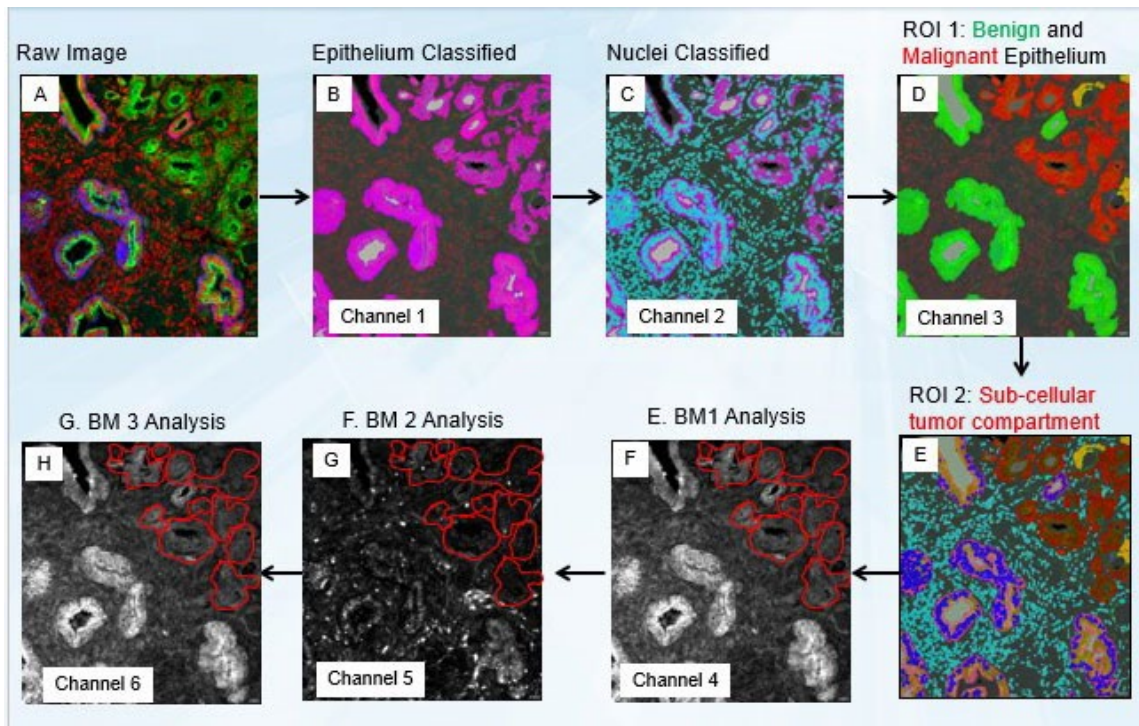 Raw Image
Epithelium Classified
Nuclei Classified
ROI 1: Benign and
Malignant Epithelium
A
B
C
D
Channel 1
Channel 2
Channel 3
G. BM 3 Analysis
F. BM 2 Analysis
E. BM1 Analysis
ROI 2: Sub-cellular
tumor compartment
H
G
F
E
Channel 6
Channel 5
Channel 4